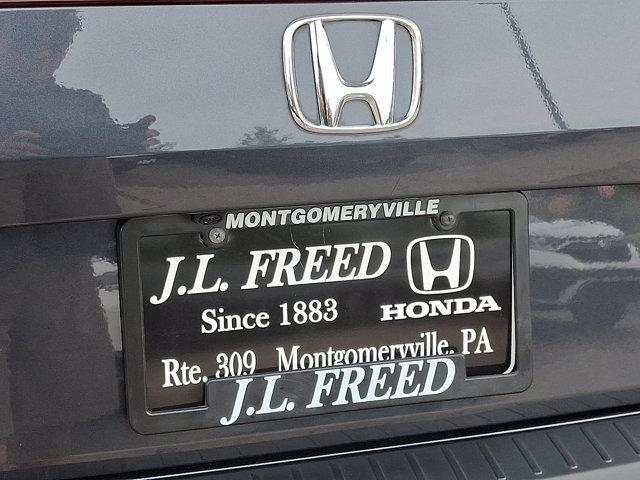 MONTGOMERYVILLE
J.L. FREED
HONDA
Since 1883
Rte. 309 Montgomeryville, PA
J.L. FREED